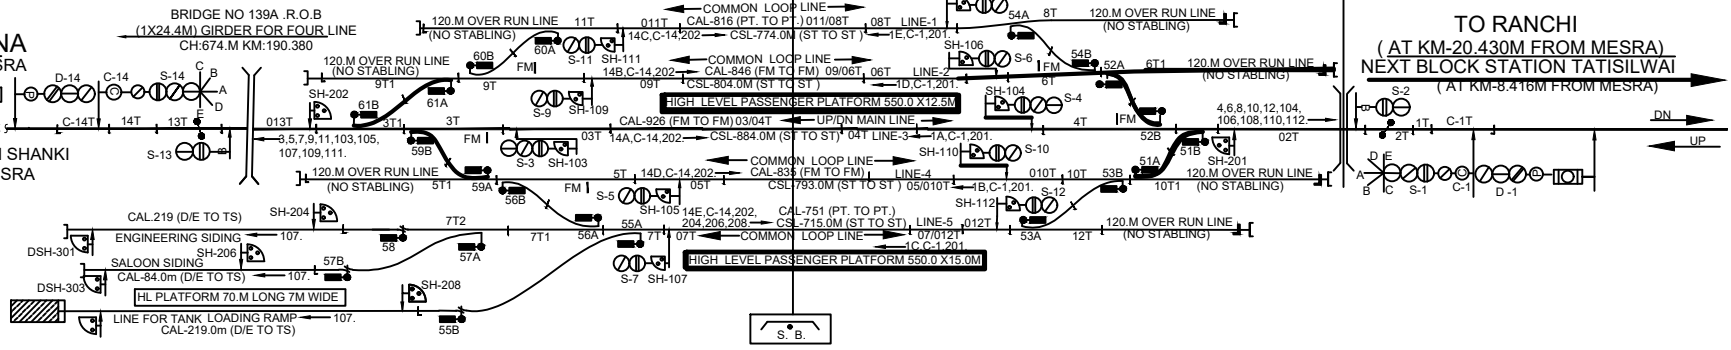 BRIDGE NO 139A .R.O.B
(1X24.4M) GIRDER FOR FOUR LINE
CH:674.M KM:190.380
NA
SRA
120.M OVER RUN LINE
(NO STABLING)
11T
011T
COMMON LOOP LINE
CAL-816 (PT. TO PT.) 011/08T
08T
LINE-1
14C,C-14,202
CSL-774.0M (ST TO ST )
1E,C-1,201.
54A
8T
120.M OVER RUN LINE
(NO STABLING)
TO RANCHI
( AT KM-20.430M FROM MESRA)
NEXT BLOCK STATION TATISILWAI
( AT KM-8.416M FROM MESRA)
60A
60B
S-11
SH-111
SH-106
S-6
54B
120.M OVER RUN LINE
(NO STABLING)
9T1
9T
FM
14B,C-14,202
09T
COMMON LOOP LINE
CAL-846 (FM TO FM) 09/06T
CSL-804.0M (ST TO ST )
06T
LINE-2
1D,C-1,201.
FM
6T
52A
6T1
120.M OVER RUN LINE
(NO STABLING)
D-14
C-14
S-14
C
B
A
D
E
SH-202
61B
61A
S-9
SH-109
HIGH LEVEL PASSENGER PLATFORM 550.0 X12.5M
SH-104
S-4
4,6,8,10,12,104,
106,108,110,112.
S-2
DN
UP
C-14T
14T
13T
013T
3T1
3T
03T
CAL-926 (FM TO FM) 03/04T
UP/DN MAIN LINE
FM
4T
52B
02T
2T
1T
C-1T
3,5,7,9,11,103,105,
107,109,111.
FM
14A,C-14,202
CSL-884.0M (ST TO ST)
04T
LINE-3
1A,C-1,201.
I SHANKI
SRA
S-13
59B
S-3
SH-103
SH-110
S-10
51A
51B
SH-201
120.M OVER RUN LINE
(NO STABLING)
5T1
59A
56B
FM
5T
14D,C-14,202
05T
COMMON LOOP LINE
CAL-835 (FM TO FM)
CSL-793.0M (ST TO ST)
LINE-4
05/010T
1B,C-1,201.
010T
10T
53B
10T1
120.M OVER RUN LINE
(NO STABLING)
A
B
D
E
C
S-1
C-1
D -1
S-5
SH-105
S-12
SH-112
CAL.219 (D/E TO TS)
ENGINEERING SIDING
107.
SH-204
7T2
58
57A
7T1
56A
55A
7T
07T
14E,C-14,202,
204,206,208.
CAL-751 (PT. TO PT.)
CSL-715.0M (ST TO ST)
COMMON LOOP LINE
LINE-5
07/012T
1C,C-1,201.
012T
53A
12T
120.M OVER RUN LINE
(NO STABLING)
DSH-301
SH-206
SALOON SIDING
CAL-84.0m (D/E TO TS)
107.
57B
S-7
SH-107
HIGH LEVEL PASSENGER PLATFORM 550.0 X15.0M
DSH-303
HL PLATFORM 70.M LONG 7M WIDE
SH-208
LINE FOR TANK LOADING RAMP
107.
CAL-219.0m (D/E TO TS)
55B
S. B.